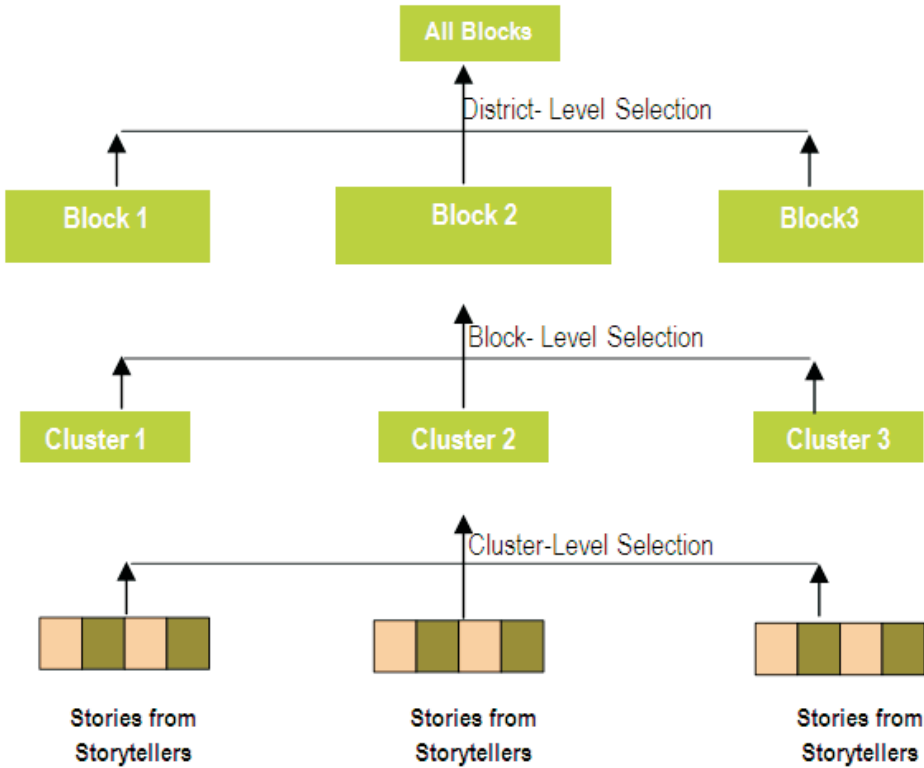 All Blocks
District- Level Selection
Block 1
Block 2
Block3
Block- Level Selection
Cluster 1
Cluster 2
Cluster 3
Cluster-Level Selection
Stories from
Storytellers
Stories from
Storytellers
Stories from
Storytellers